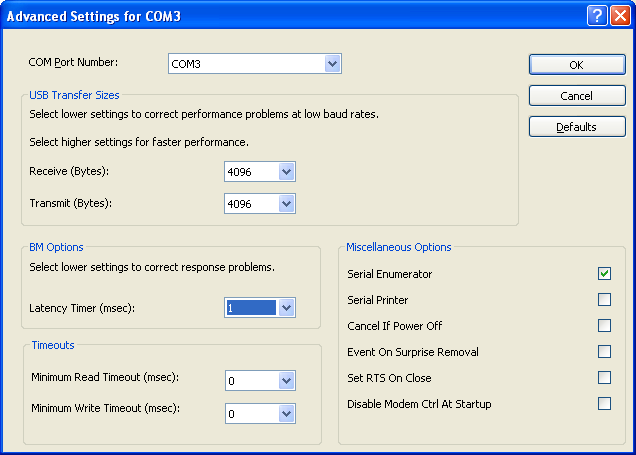 Advanced Settings for COM3
COM Port Number: COM3
OK
Cancel
Defaults
USB Transfer Sizes
Select lower settings to correct performance problems at low baud rates.
Select higher settings for faster performance.
Receive (Bytes): 4096
Transmit (Bytes): 4096
BM Options
Select lower settings to correct response problems.
Latency Timer (msec): 1
Timeouts
Minimum Read Timeout (msec): 0
Minimum Write Timeout (msec): 0
Miscellaneous Options
Serial Enumerator
Serial Printer
Cancel If Power Off
Event On Surprise Removal
Set RTS On Close
Disable Modem Ctrl At Startup